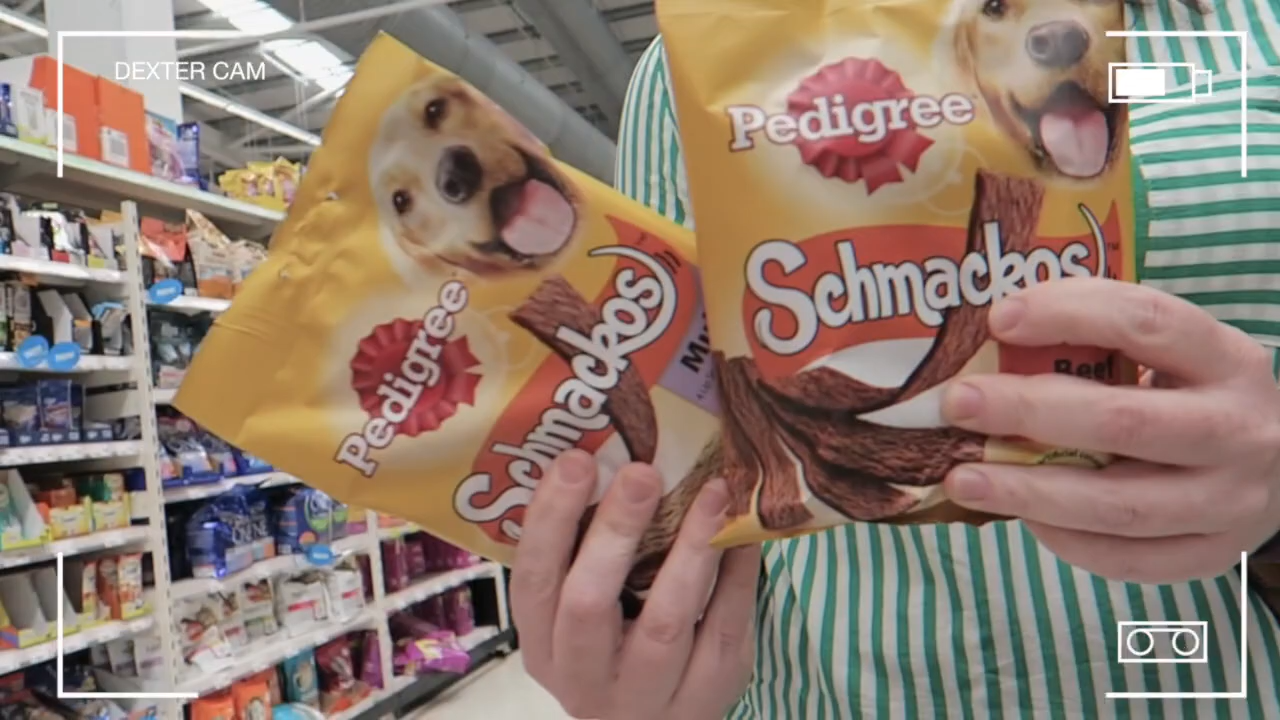 DEXTER CAM
Pedigree
Schmackos
Pedigree
Schmackos
Beef